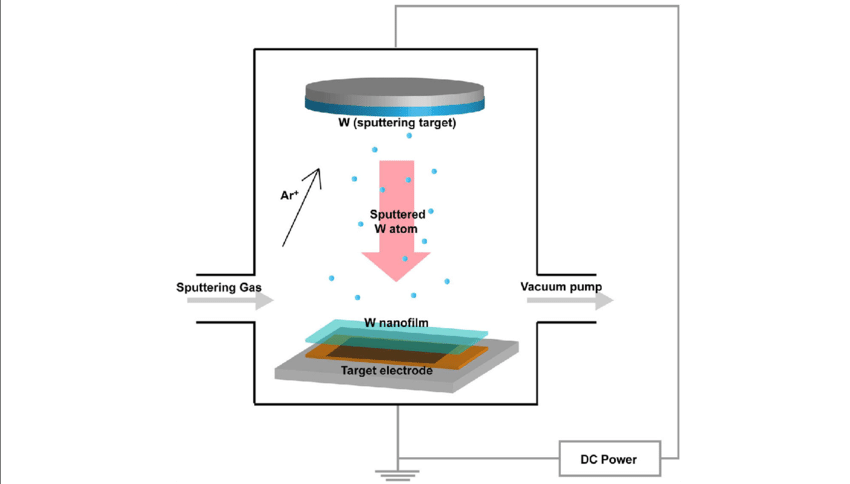 W (sputtering target)
Ar⁺
Sputtered
W atom
Sputtering Gas
Vacuum pump
W nanofilm
Target electrode
DC Power